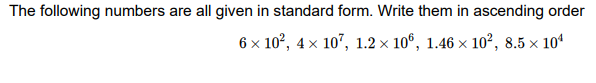 The following numbers are all given in standard form. Write them in ascending order
6 × 10², 4 × 10⁷, 1.2 × 10⁶, 1.46 × 10², 8.5 × 10⁴